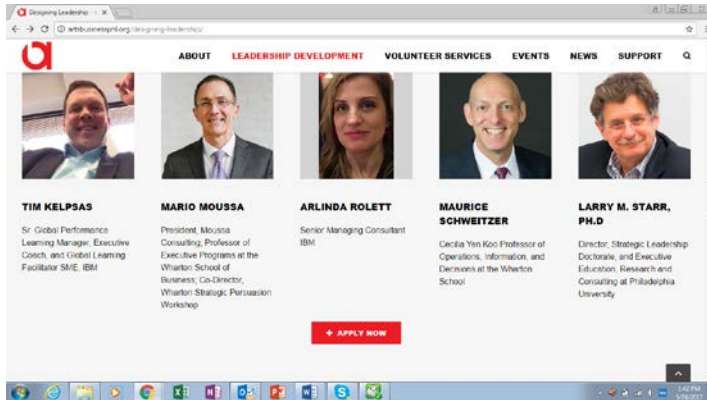 Designing Leadership
artsbusinessphl.org/designing-leadership/
ABOUT LEADERSHIP DEVELOPMENT VOLUNTEER SERVICES EVENTS NEWS SUPPORT
TIM KELPSAS
Sr. Global Performance
Learning Manager, Executive
Coach, and Global Learning
Facilitator SME, IBM
MARIO MOUSSA
President, Moussa
Consulting; Professor of
Executive Programs at the
Wharton School of
Business; Co-Director,
Wharton Strategic Persuasion
Workshop
ARLINDA ROLETT
Senior Managing Consultant
IBM
MAURICE
SCHWEITZER
Cecilia Yen Koo Professor of
Operations, Information, and
Decisions at the Wharton
School
LARRY M. STARR,
PH.D
Director, Strategic Leadership
Doctorate, and Executive
Education, Research and
Consulting at Philadelphia
University
+ APPLY NOW
5:42 PM